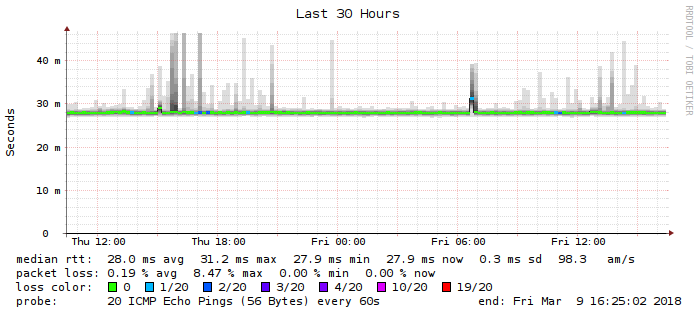 Last 30 Hours
RRDTOOL / TOBI OETIKER
Seconds
40 m
30 m
20 m
10 m
0
Thu 12:00 Thu 18:00 Fri 00:00 Fri 06:00 Fri 12:00
median rtt: 28.0 ms avg 31.2 ms max 27.9 ms min 27.9 ms now 0.3 ms sd 98.3 am/s
packet loss: 0.19 % avg 8.47 % max 0.00 % min 0.00 % now
loss color: 0 1/20 2/20 3/20 4/20 10/20 19/20
probe: 20 ICMP Echo Pings (56 Bytes) every 60s end: Fri Mar 9 16:25:02 2018